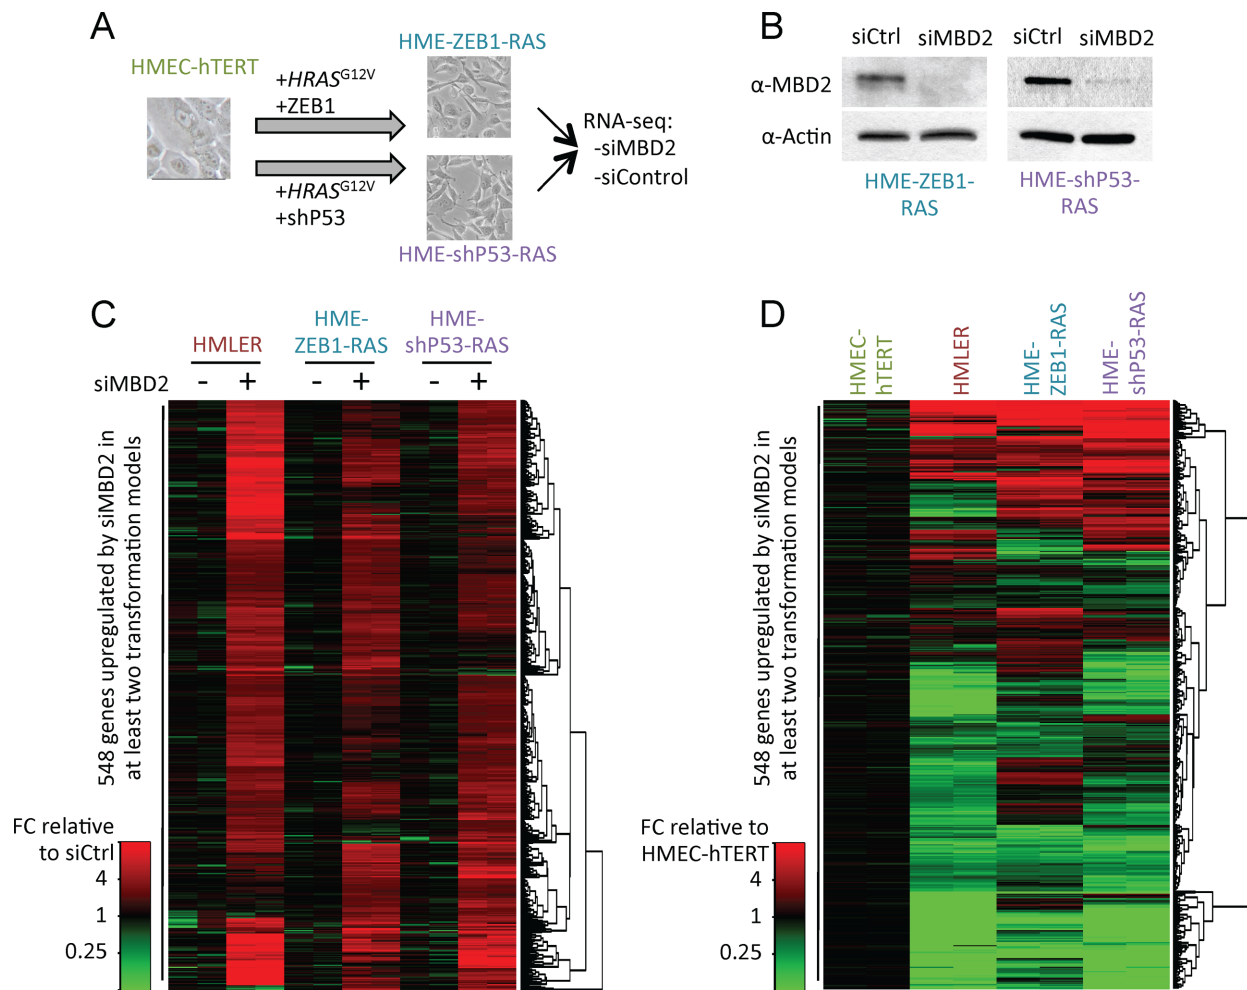 A
HMEC-hTERT
+HRASG12V
+ZEB1
+HRASG12V
+shP53
HME-ZEB1-RAS
HME-shP53-RAS
RNA-seq:
-siMBD2
-siControl
B
siCtrl siMBD2 siCtrl siMBD2
α-MBD2
α-Actin
HME-ZEB1-
RAS
HME-shP53-
RAS
C
HMLER
HME-
ZEB1-RAS
HME-
shP53-RAS
siMBD2 - + - + - +
548 genes upregulated by siMBD2 in
at least two transformation models
FC relative
to siCtrl
4
1
0.25
D
HMEC-
hTERT
HMLER
HME-
ZEB1-RAS
HME-
shP53-RAS
548 genes upregulated by siMBD2 in
at least two transformation models
FC relative to
HMEC-hTERT
4
1
0.25